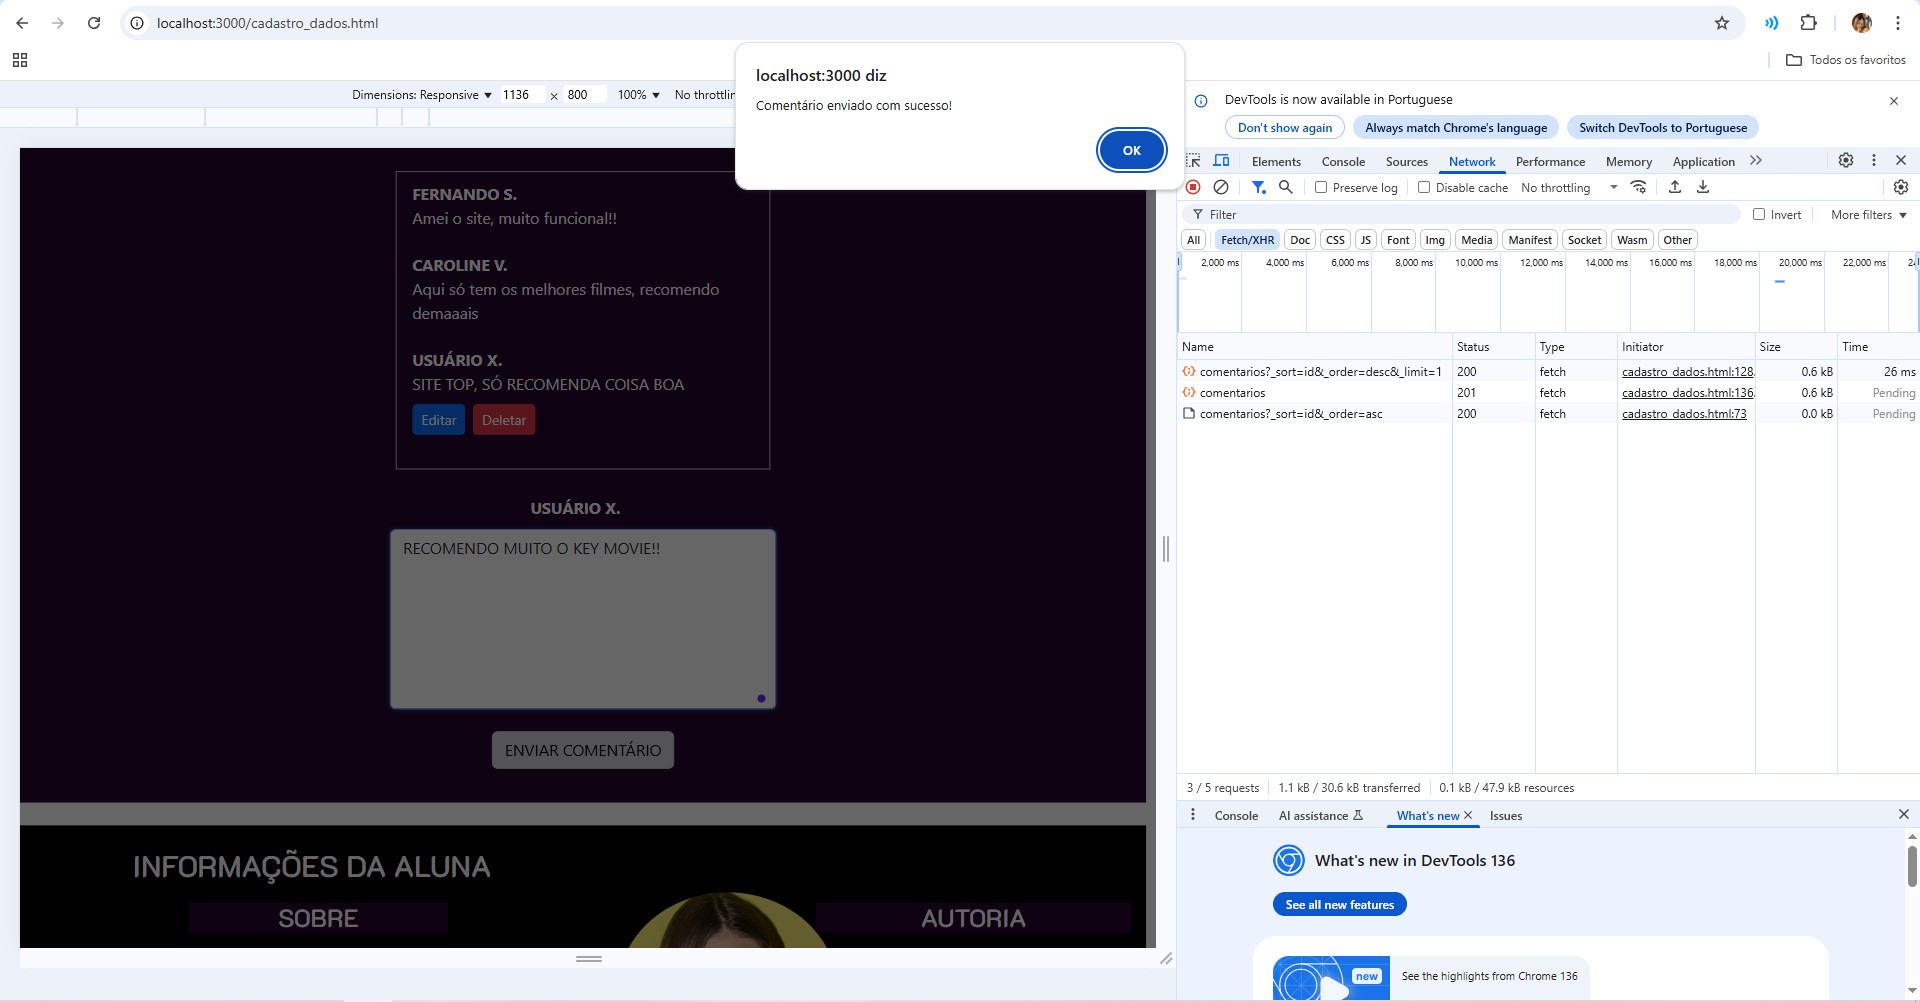 localhost:3000/cadastro_dados.html
Todos os favoritos
localhost:3000 diz
Comentário enviado com sucesso!
OK
Dimensions: Responsive 1136 x 800 100% No throttlin
FERNANDO S.
Amei o site, muito funcional!!
CAROLINE V.
Aqui só tem os melhores filmes, recomendo
demaaais
USUÁRIO X.
SITE TOP, SÓ RECOMENDA COISA BOA
Editar Deletar
USUÁRIO X.
RECOMENDO MUITO O KEY MOVIE!!
ENVIAR COMENTÁRIO
INFORMAÇÕES DA ALUNA
SOBRE
AUTORIA
DevTools is now available in Portuguese
Don't show again Always match Chrome's language Switch DevTools to Portuguese
Elements Console Sources Network Performance Memory Application
Preserve log Disable cache No throttling
Filter Invert More filters
All Fetch/XHR Doc CSS JS Font Img Media Manifest Socket Wasm Other
2,000 ms 4,000 ms 6,000 ms 8,000 ms 10,000 ms 12,000 ms 14,000 ms 16,000 ms 18,000 ms 20,000 ms 22,000 ms 24
Name Status Type Initiator Size Time
comentarios?_sort=id&_order=desc&_limit=1 200 fetch cadastro_dados.html:128 0.6 kB 26 ms
comentarios 201 fetch cadastro_dados.html:136 0.6 kB Pending
comentarios?_sort=id&_order=asc 200 fetch cadastro_dados.html:73 0.0 kB Pending
3 / 5 requests 1.1 kB / 30.6 kB transferred 0.1 kB / 47.9 kB resources
Console AI assistance What's new Issues
What's new in DevTools 136
See all new features
new
See the highlights from Chrome 136